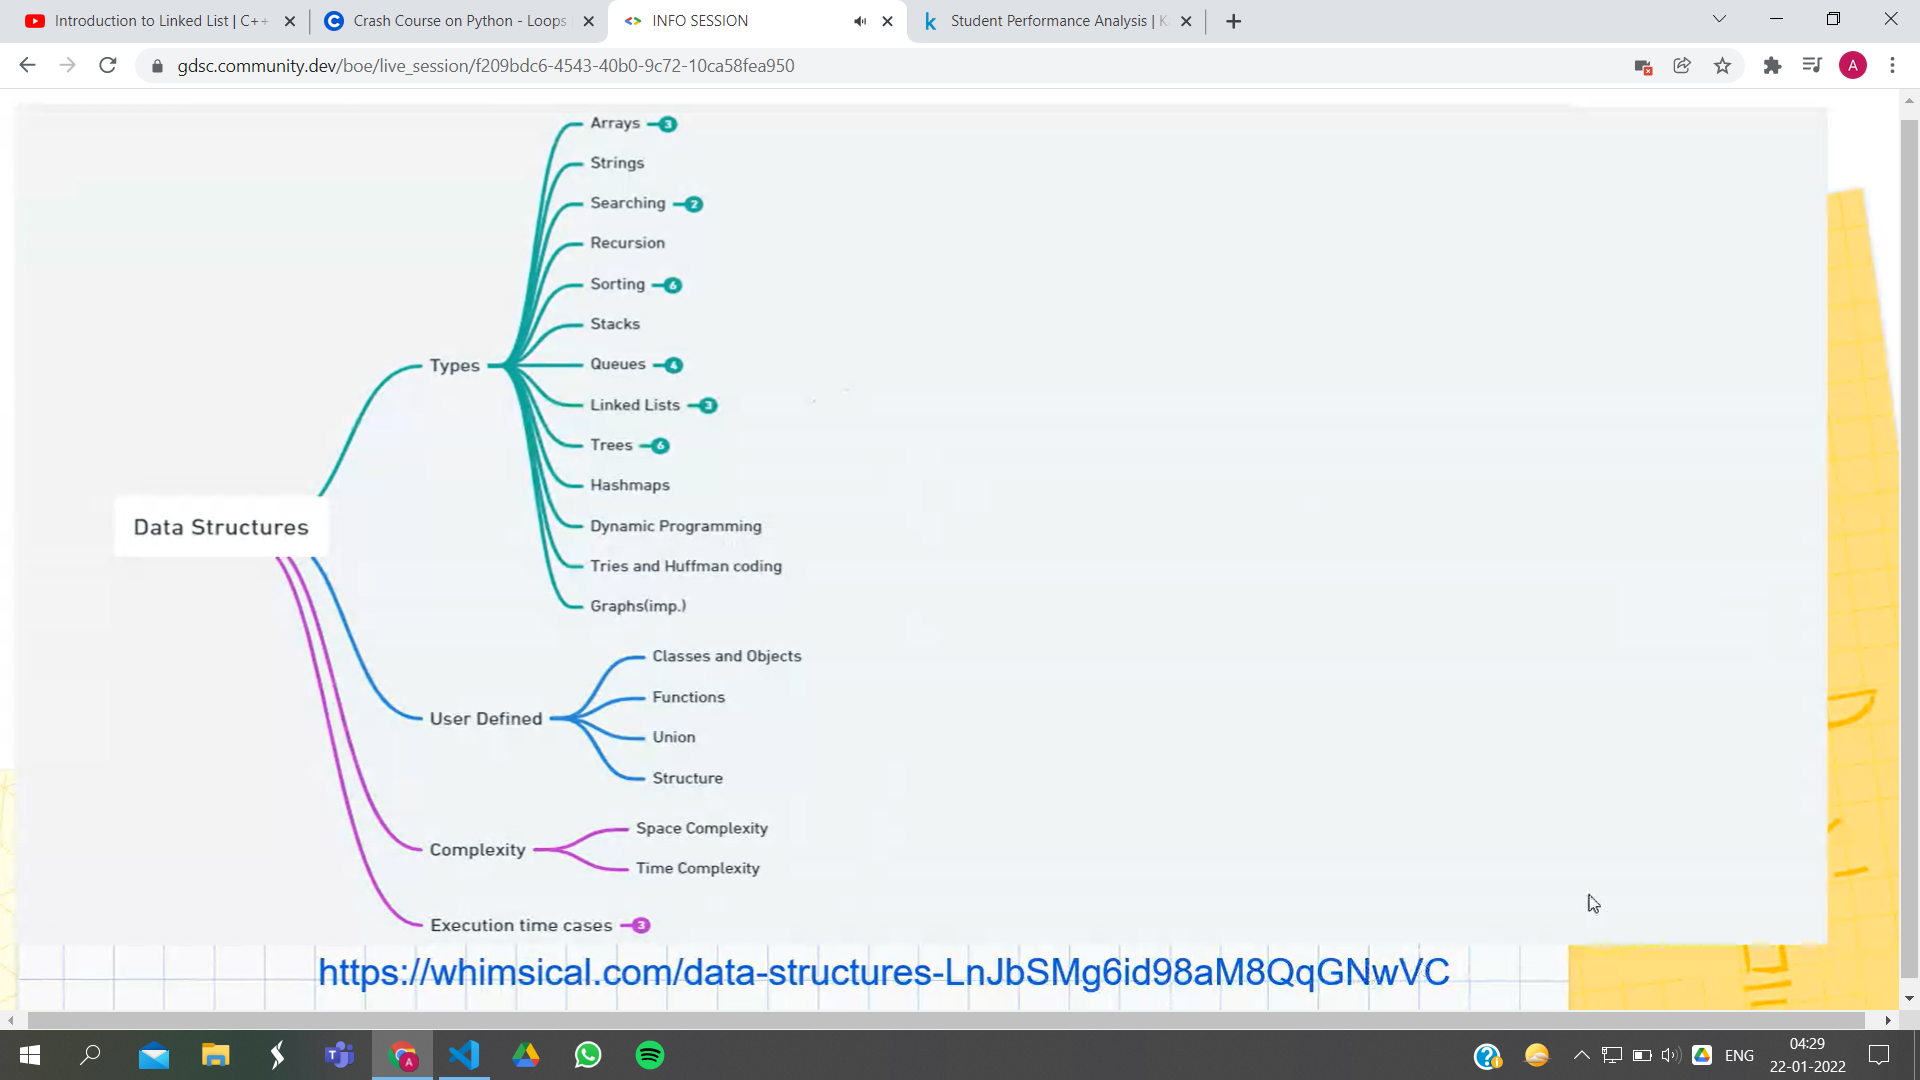 Introduction to Linked List | C++
Crash Course on Python - Loops
INFO SESSION
Student Performance Analysis | K
gdsc.community.dev/boe/live_session/f209bdc6-4543-40b0-9c72-10ca58fea950
A
Arrays 3
Strings
Searching 2
Recursion
Sorting 6
Stacks
Types
Queues 4
Linked Lists 3
Trees 6
Hashmaps
Data Structures
Dynamic Programming
Tries and Huffman coding
Graphs(imp.)
Classes and Objects
Functions
User Defined
Union
Structure
Space Complexity
Complexity
Time Complexity
Execution time cases 3
https://whimsical.com/data-structures-LnJbSMg6id98aM8QqGNwVC
ENG
04:29
22-01-2022